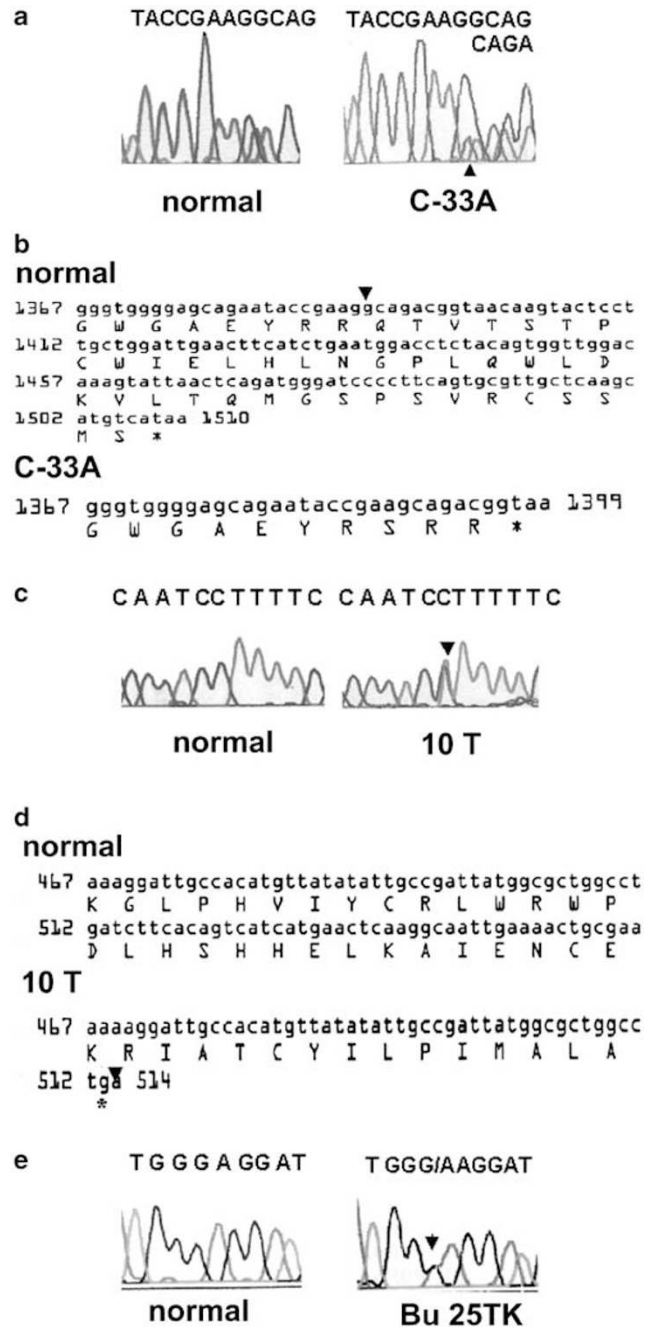 a
TACCGAAGGCAG TACCGAAGGCAG
CAGA
normal C-33A
b
normal
1367 gggtggggagcagaataccgaaggcagacggtaacaagtactcct
G W G A E Y R R Q T V T S T P
1412 tgctggattgaacttcatctgaatggacctctacagtggttggac
C W I E L H L N G P L Q W L D
1457 aaagtattaactcagatgggatccccttcagtgcgttgctcaagc
K V L T Q M G S P S V R C S S
1502 atgtcataa 1510
M S *
C-33A
1367 gggtggggagcagaataccgaagcagacggtaa 1399
G W G A E Y R S R R *
c
CAATCCTTTTC CAATCCTTTTTC
normal 10 T
d
normal
467 aaaggattgccacatgttatatattgccgattatggcgctggcct
K G L P H V I Y C R L W R W P
512 gatcttcacagtcatcatgaactcaaggcaattgaaaactgcgaa
D L H S H H E L K A I E N C E
10 T
467 aaaaggattgccacatgttatatattgccgattatggcgctggcc
K R I A T C Y I L P I M A L A
512 tga 514
*
e
TGGGAGGAT TGGG/AAGGAT
normal Bu 25TK